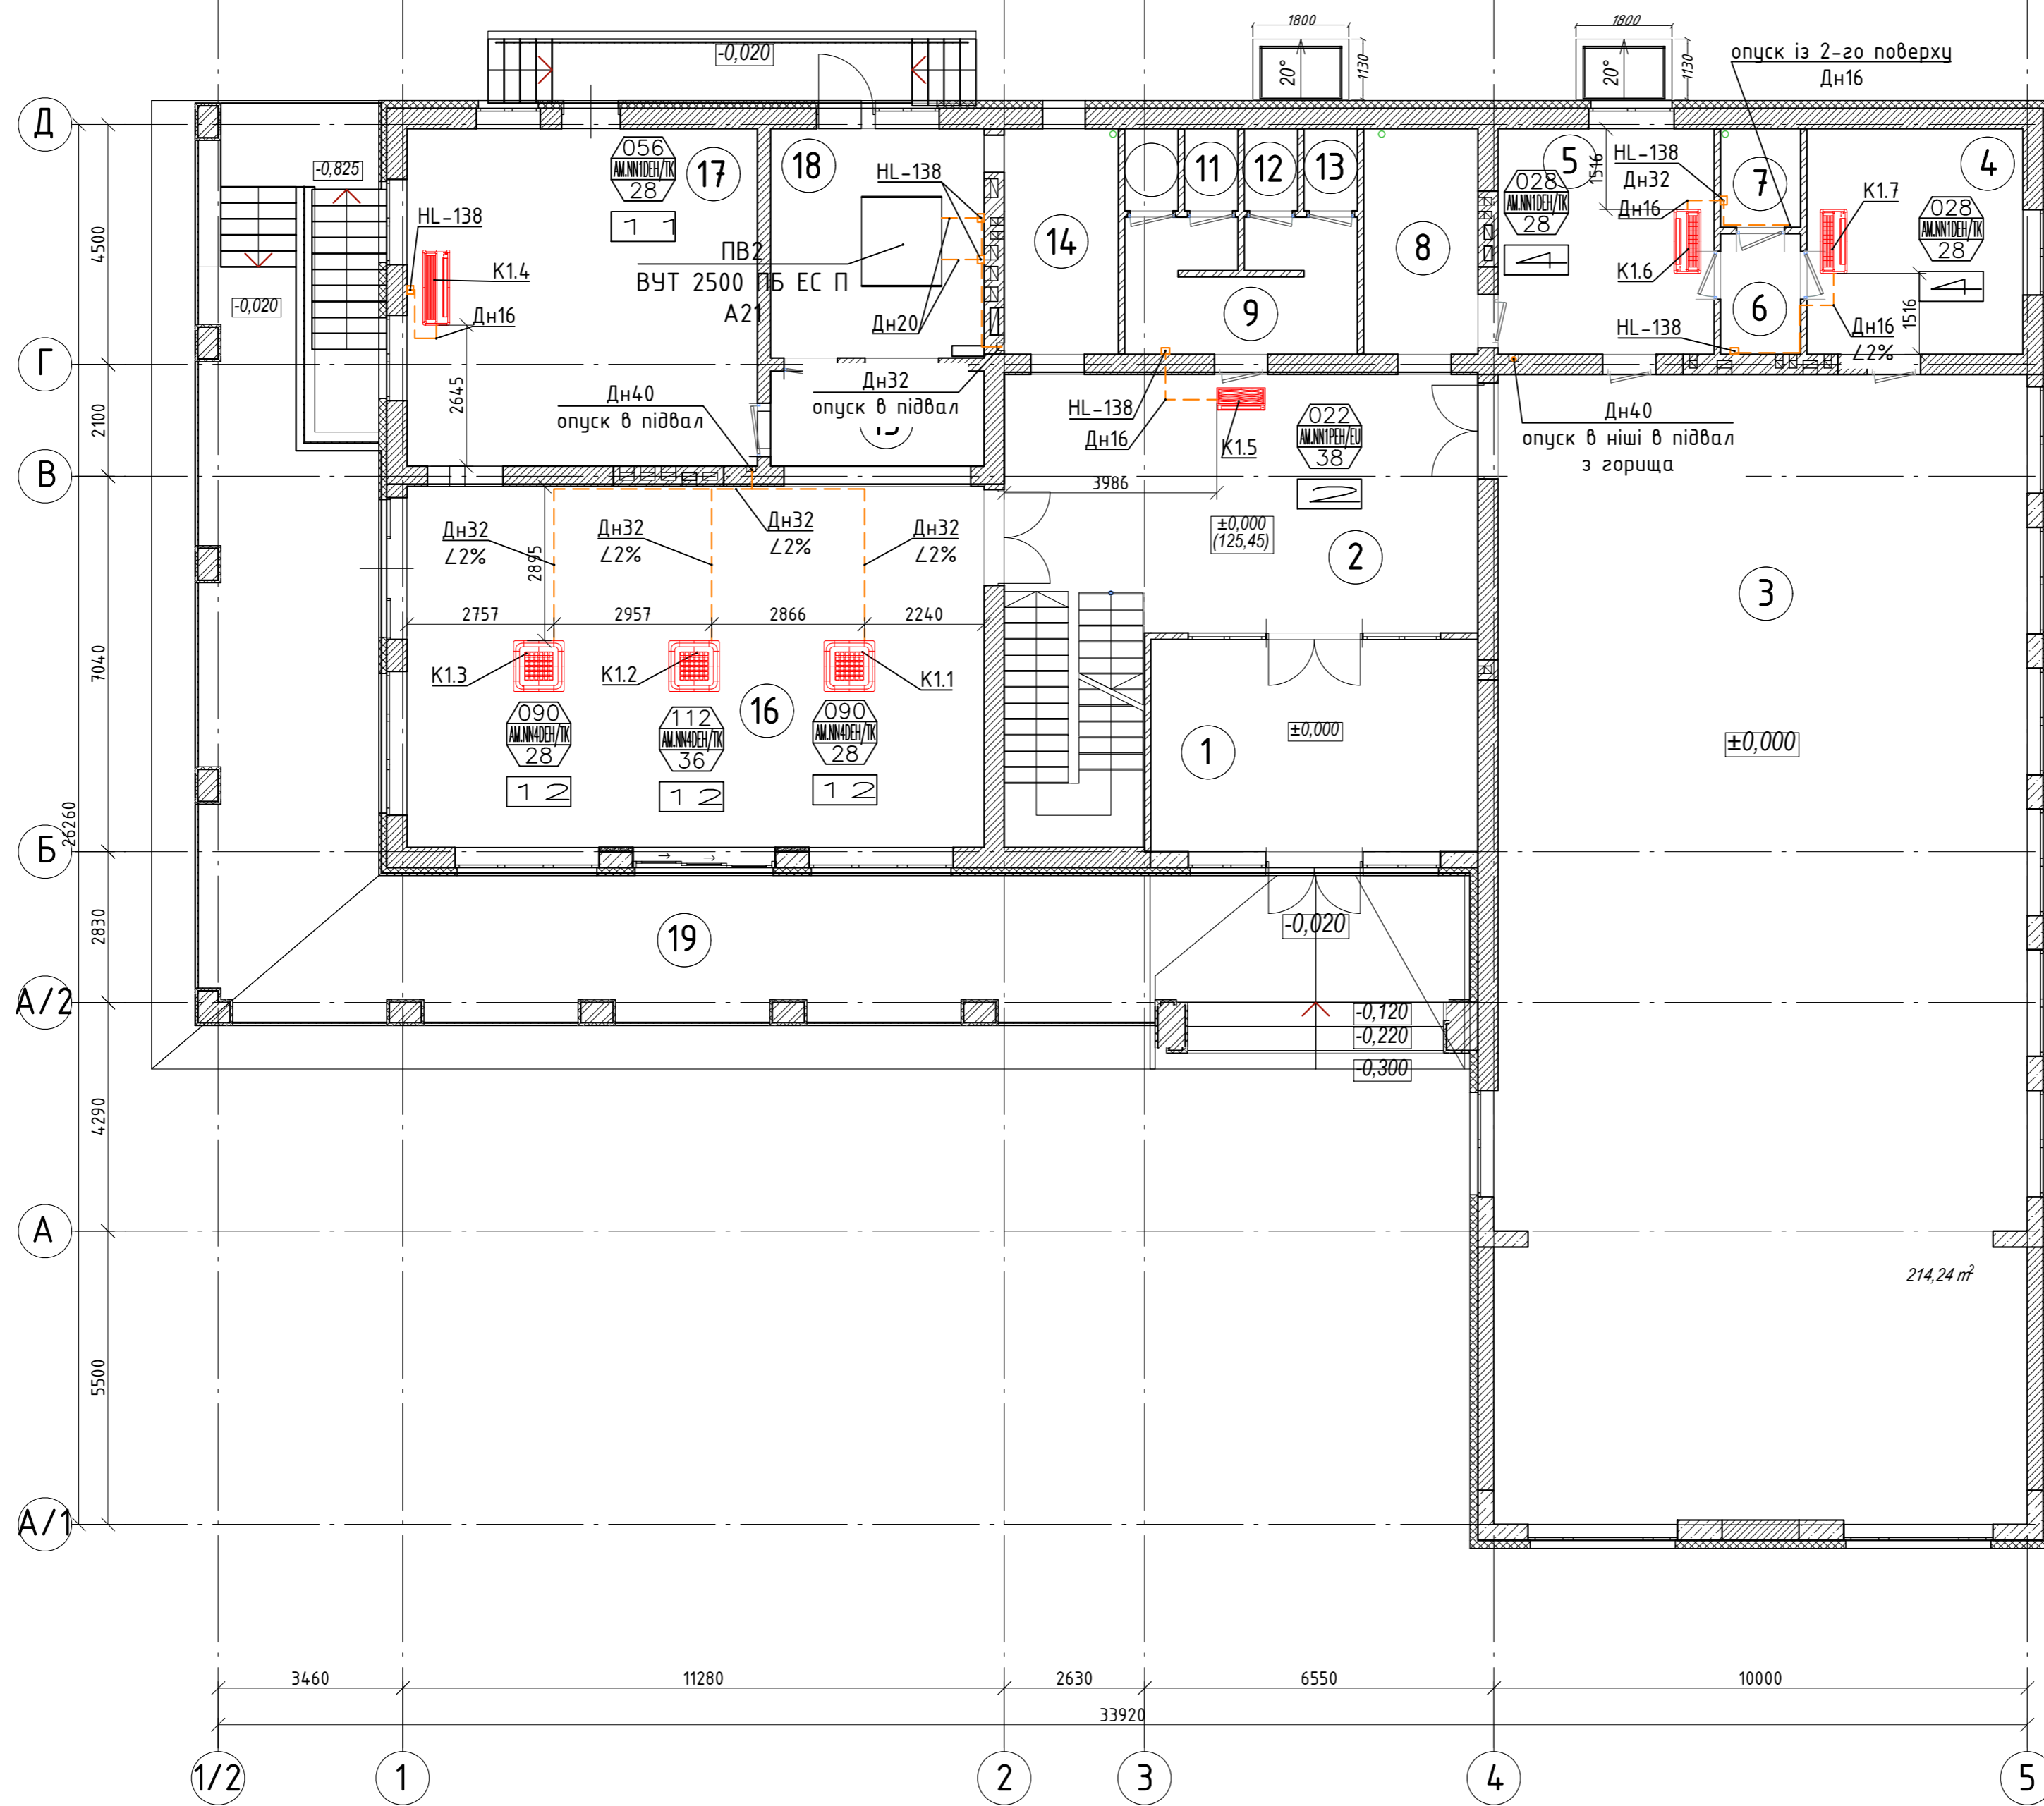 1800
1800
1130
1130
20°
20°
опуск із 2-го поверху
Дн16
-0,020
Д
-0,825
-0,020
4500
056
AM.NN1DEH/TK
28
1 1
17
18
HL-138
HL-138
К1.4
Дн16
ПВ2
ВУТ 2500 ПБ ЕС П
А21
Дн20
14
11
12
13
9
8
5
1516
028
AM.NN1DEH/TK
28
4
HL-138
Дн32
Дн16
К1.6
7
6
HL-138
К1.7
4
028
AM.NN1DEH/TK
28
4
Дн16
∠2%
1516
Г
2100
2645
Дн40
опуск в підвал
Дн32
опуск в підвал
HL-138
Дн16
К1.5
022
AM.NN1PEH/EU
38
2
Дн40
опуск в ніші в підвал
з горища
В
3986
±0,000
(125,45)
2
3
Дн32
∠2%
2895
Дн32
∠2%
Дн32
∠2%
Дн32
∠2%
2757
2957
2866
2240
7040
К1.3
К1.2
К1.1
16
090
AM.NN4DEH/TK
28
1 2
112
AM.NN4DEH/TK
36
1 2
090
AM.NN4DEH/TK
28
1 2
1
±0,000
±0,000
26260
Б
2830
19
-0,020
А/2
-0,120
-0,220
-0,300
4290
А
214,24 m²
5500
А/1
3460
11280
2630
6550
10000
33920
1/2
1
2
3
4
5